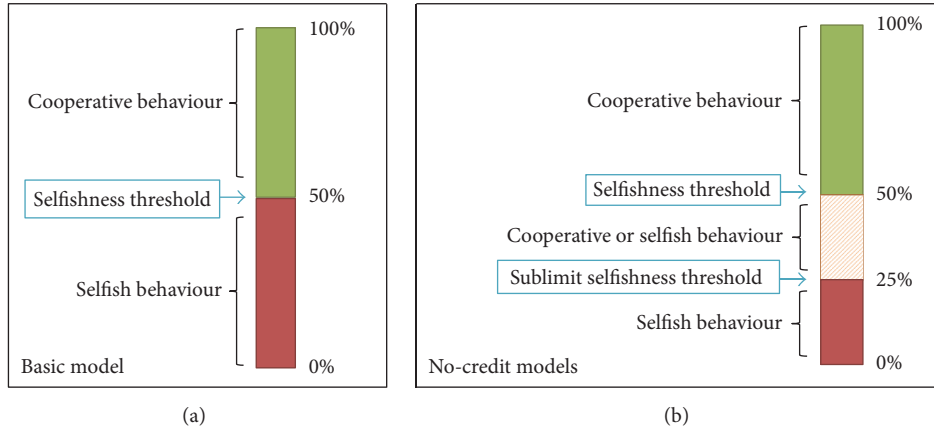 100%
Cooperative behaviour
Selfishness threshold
50%
Selfish behaviour
Basic model
0%
(a)
100%
Cooperative behaviour
Selfishness threshold
50%
Cooperative or selfish behaviour
Sublimit selfishness threshold
25%
Selfish behaviour
No-credit models
0%
(b)